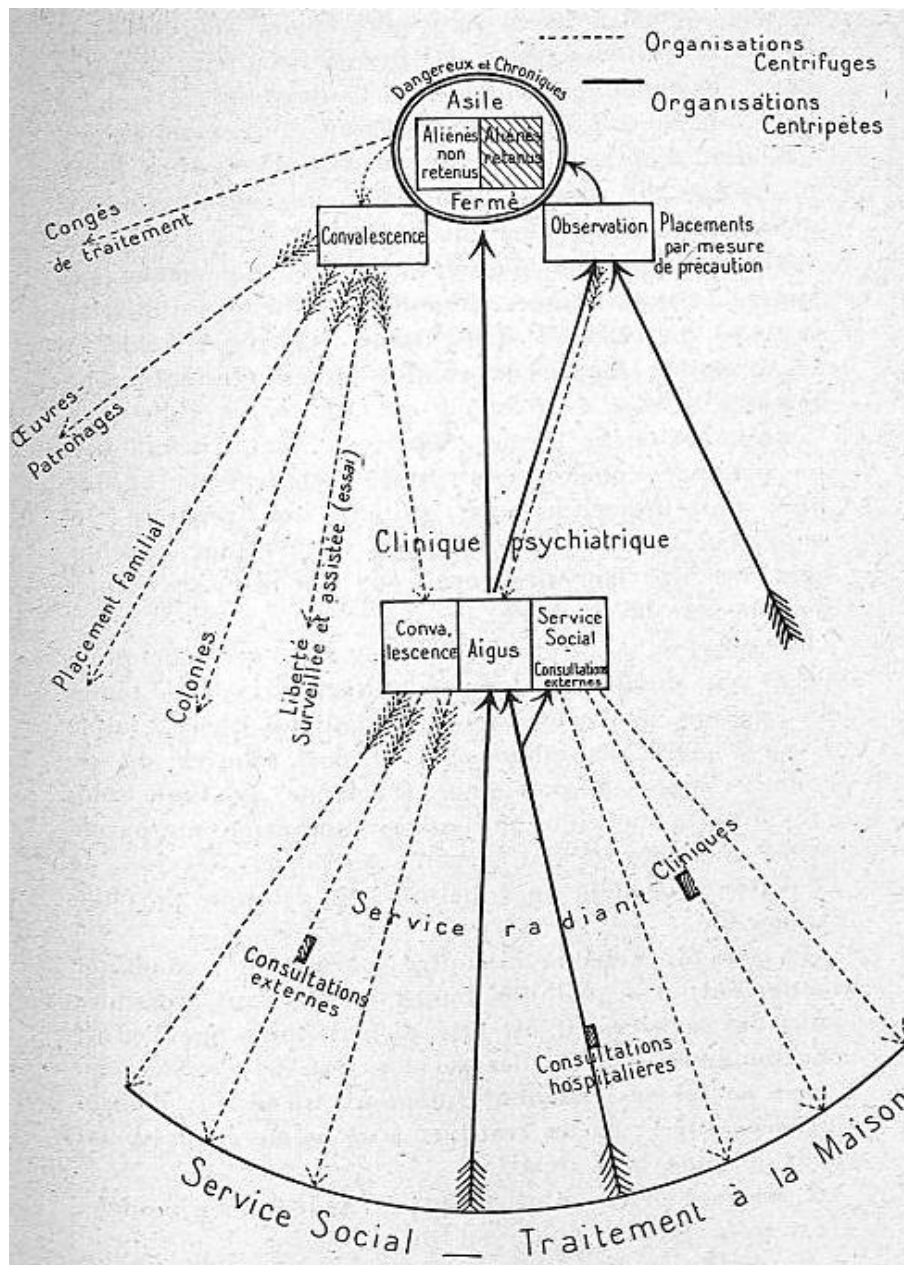 Organisations
Centrifuges
Organisations
Centripètes
Dangereux et Chroniques
Asile
Aliénés
non
retenus
Aliénés
retenus
Fermé
Convalescence
Observation
Placements
par mesure
de précaution
Congés
de traitement
Œuvres-
Patronages
Placement familial
Colonies
Liberté
Surveillée et assistée (essai)
Clinique psychiatrique
Conva.
lescence
Aigus
Service
Social-
Consultations
externes
Service radiant
Cliniques
Consultations
externes
Consultations
hospitalières
Service Social — Traitement à la Maison